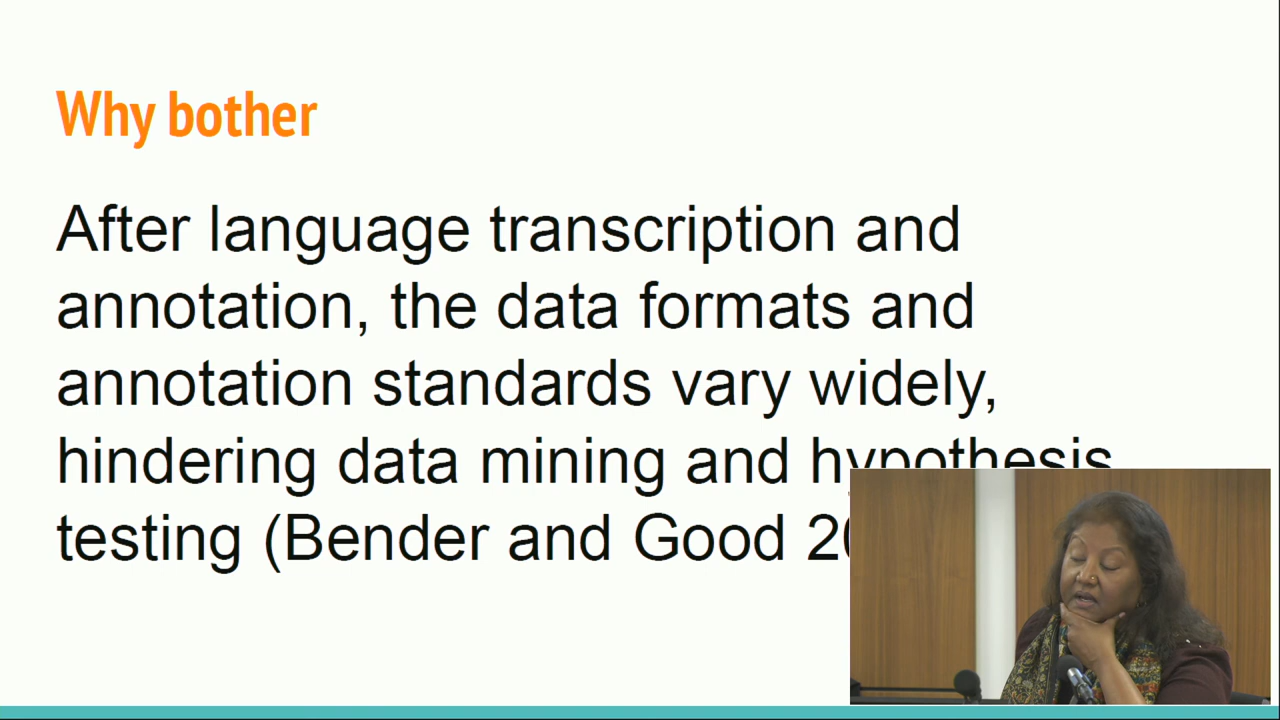 Why bother
After language transcription and
annotation, the data formats and
annotation standards vary widely,
hindering data mining and hypothesis
testing (Bender and Good